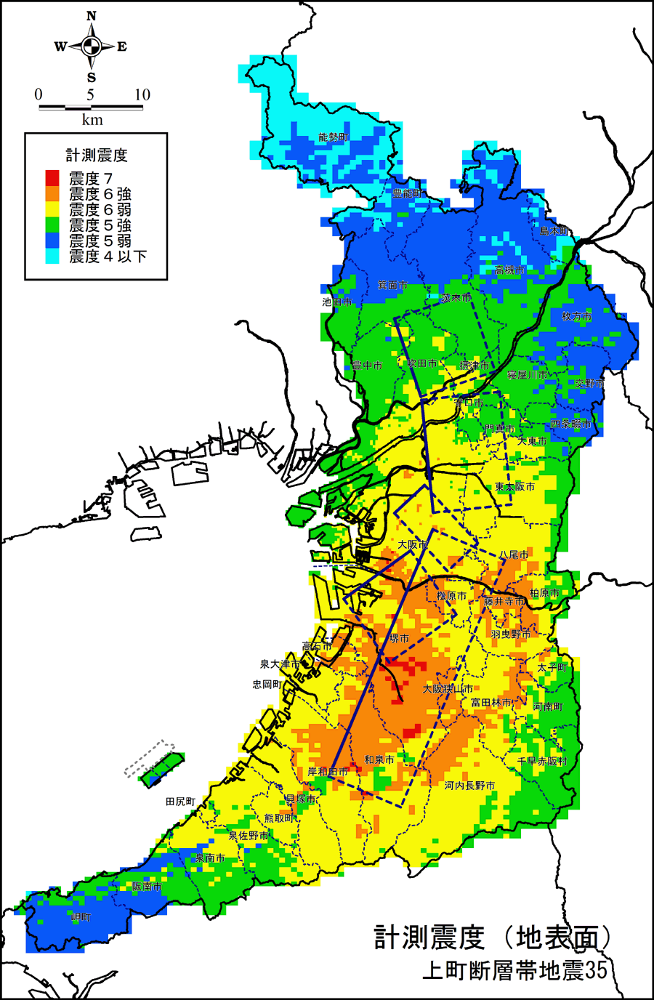 N
W E
S
0 5 10
km
計測震度
震度７
震度６強
震度６弱
震度５強
震度５弱
震度４以下
能勢町
豊能町
島本町
高槻市
箕面市
茨木市
池田市
枚方市
豊中市
吹田市
摂津市
寝屋川市
交野市
守口市
四条畷市
門真市
大東市
東大阪市
大阪市
八尾市
松原市
藤井寺市
柏原市
羽曳野市
堺市
高石市
泉大津市
太子町
忠岡町
大阪狭山市
富田林市
河南町
和泉市
千早赤阪村
岸和田市
河内長野市
貝塚市
田尻町
熊取町
泉佐野市
泉南市
阪南市
岬町
計測震度（地表面）
上町断層帯地震35